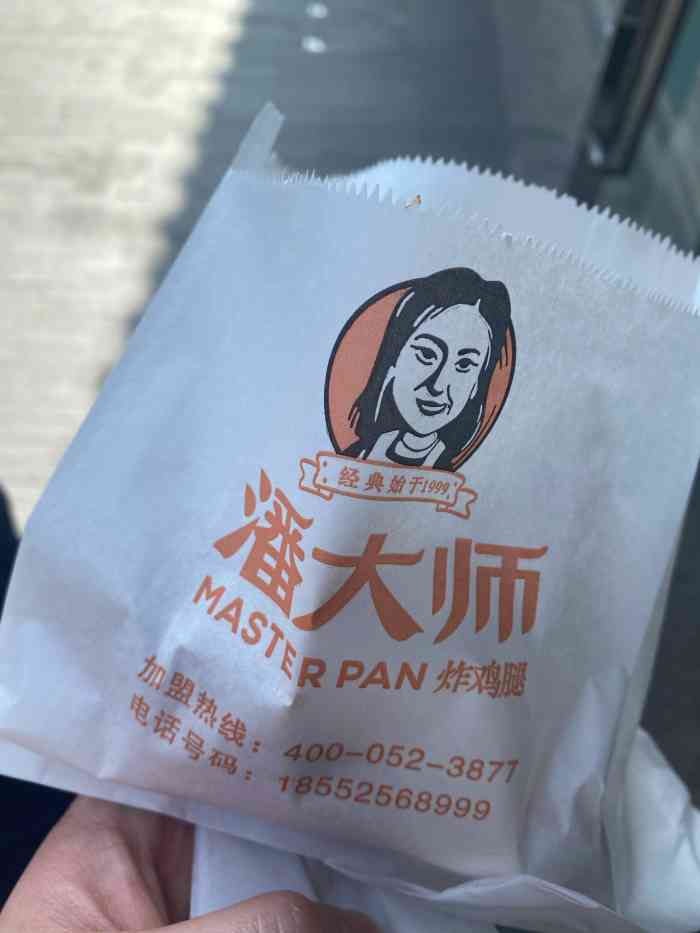 经典始于1999
潘大师
MASTER PAN 炸鸡腿
加盟热线：400-052-3877
电话号码：18552568999